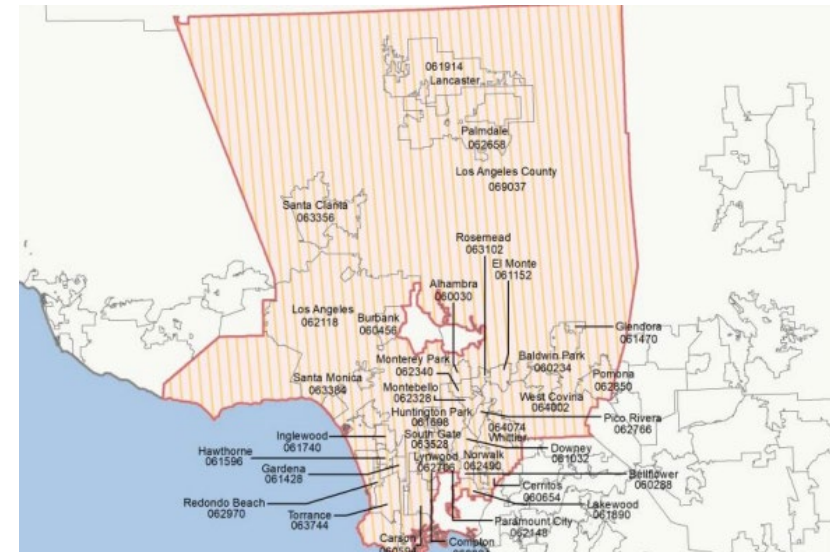 061914
Lancaster
Palmdale
062658
Los Angeles County
069037
Santa Clarita
063356
Rosemead
063102
El Monte
061152
Alhambra
060030
Los Angeles
062118
Burbank
060456
Glendora
061470
Monterey Park
062340
Baldwin Park
060234
Pomona
062650
Santa Monica
063384
Montebello
062328
West Covina
064002
Huntington Park
061698
Pico Rivera
062766
064074
Whittier
Inglewood
061740
South Gate
063528
Hawthorne
061596
Lynwood
062706
Norwalk
062490
Downey
061032
Gardena
061428
Bellflower
060288
Cerritos
060654
Redondo Beach
062970
Lakewood
061890
Torrance
063744
Paramount City
062148
Carson
060594
Compton